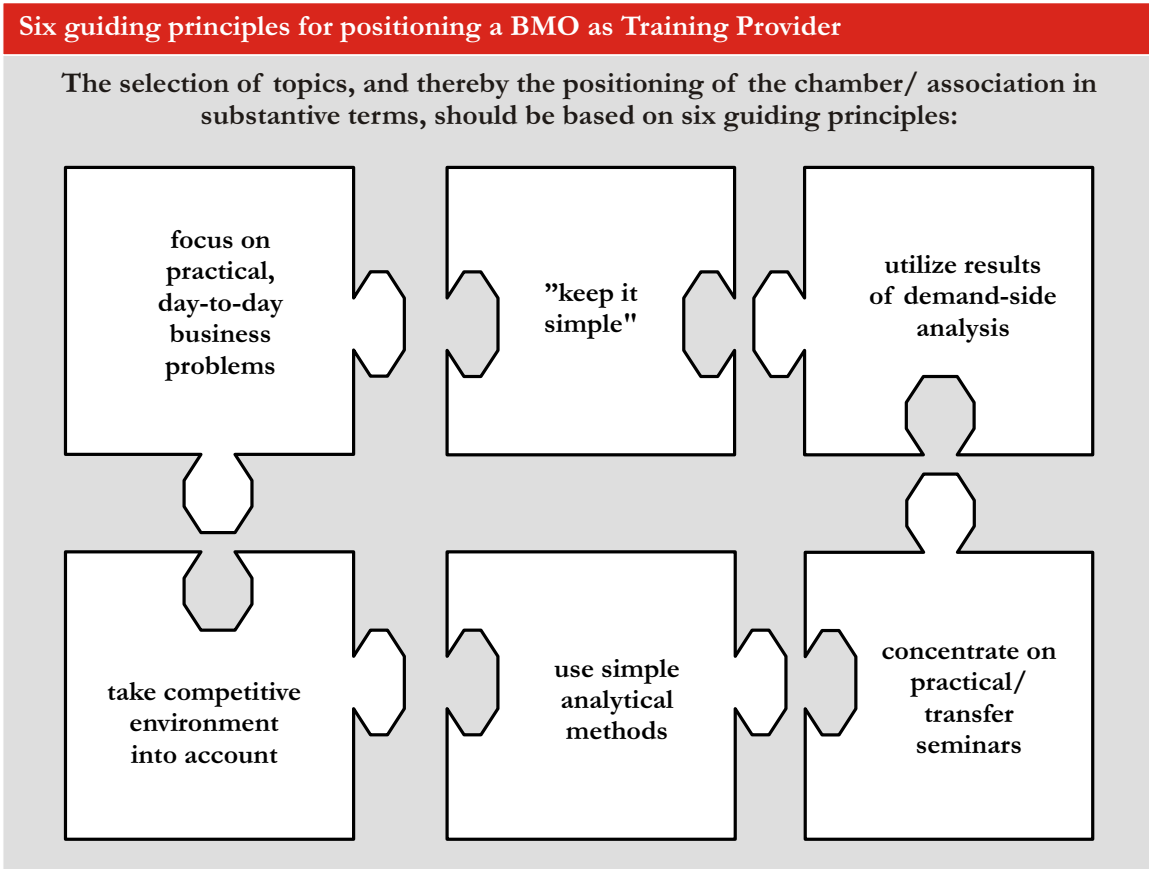 Six guiding principles for positioning a BMO as Training Provider
The selection of topics, and thereby the positioning of the chamber/ association in
substantive terms, should be based on six guiding principles:
focus on
practical,
day-to-day
business
problems
”keep it
simple"
utilize results
of demand-side
analysis
take competitive
environment
into account
use simple
analytical
methods
concentrate on
practical/
transfer
seminars